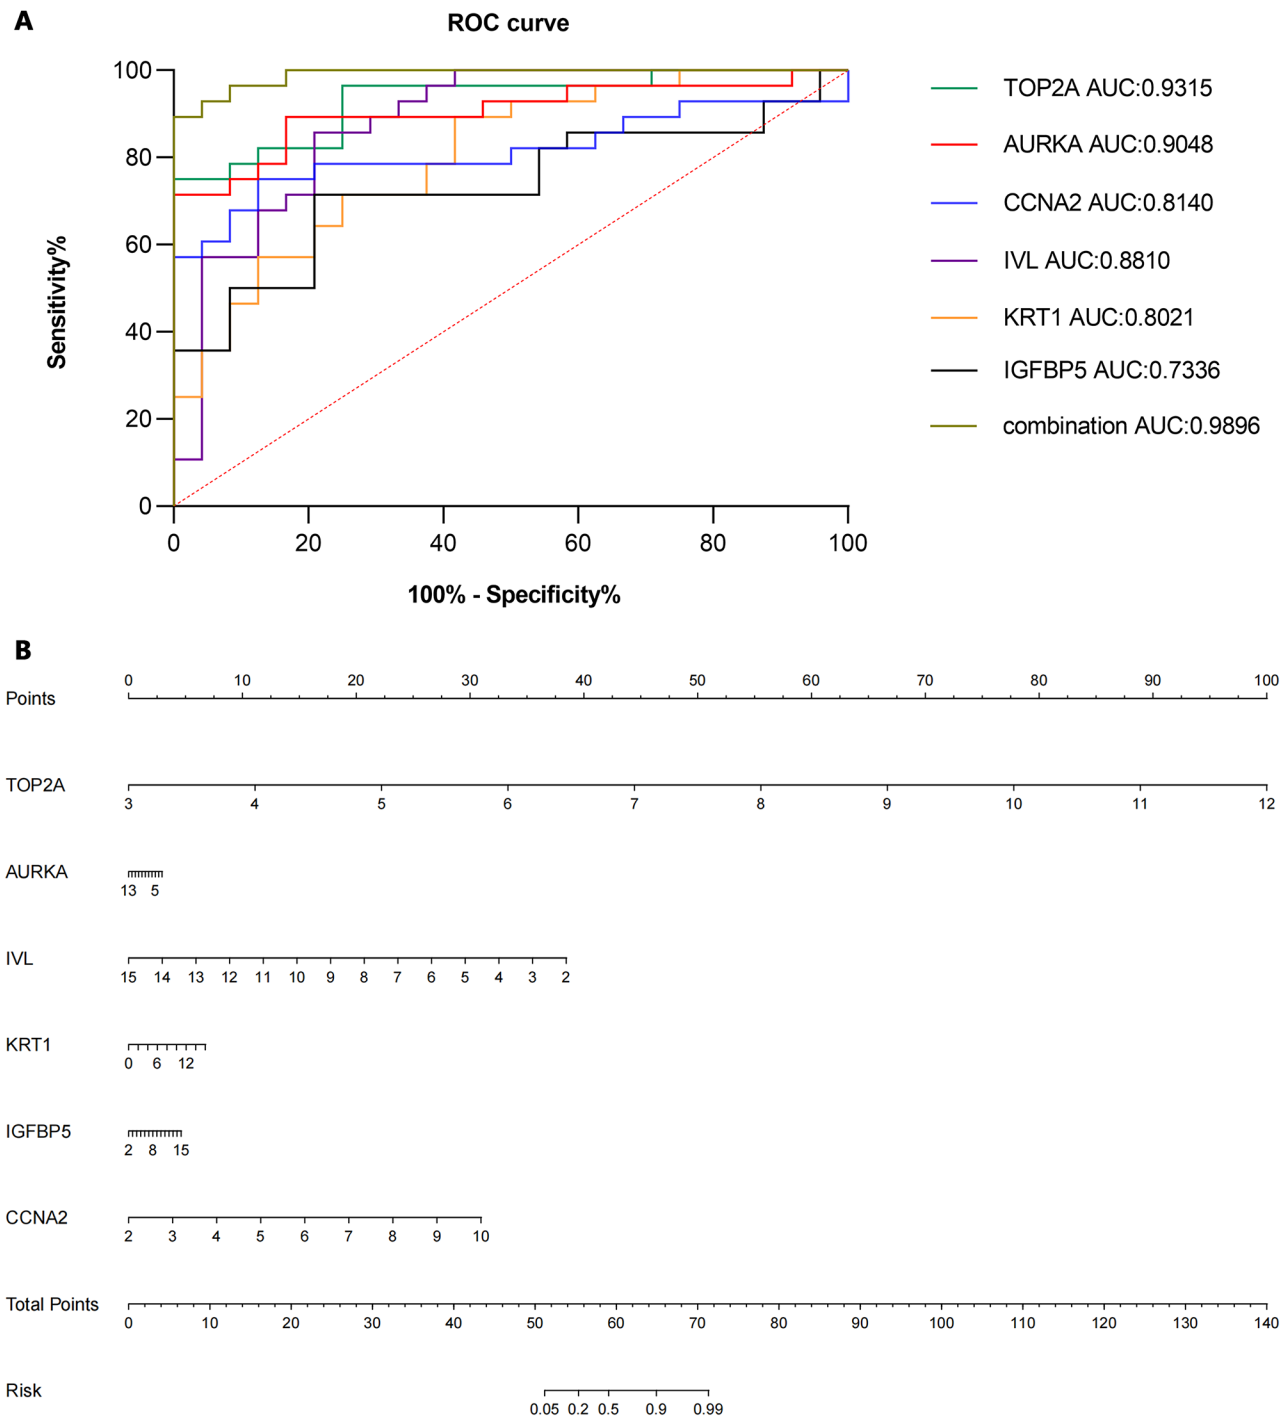 A
ROC curve
100
80
60
40
20
0
Sensitivity%
0 20 40 60 80 100
100% - Specificity%
TOP2A AUC:0.9315
AURKA AUC:0.9048
CCNA2 AUC:0.8140
IVL AUC:0.8810
KRT1 AUC:0.8021
IGFBP5 AUC:0.7336
combination AUC:0.9896
B
0 10 20 30 40 50 60 70 80 90 100
Points
TOP2A
3 4 5 6 7 8 9 10 11 12
AURKA
13 5
IVL
15 14 13 12 11 10 9 8 7 6 5 4 3 2
KRT1
0 6 12
IGFBP5
2 8 15
CCNA2
2 3 4 5 6 7 8 9 10
Total Points
0 10 20 30 40 50 60 70 80 90 100 110 120 130 140
Risk
0.05 0.2 0.5 0.9 0.99